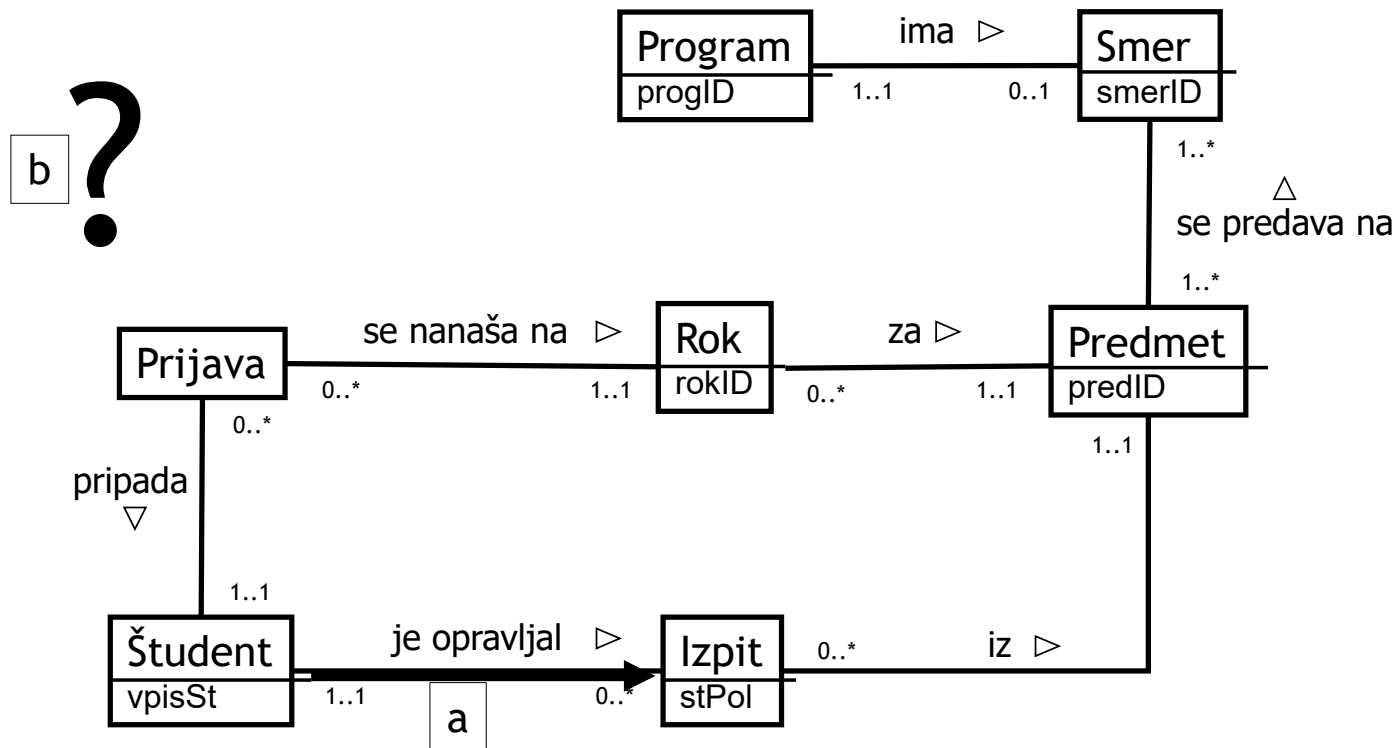 Program
progID
ima ▷
1..1
0..1
Smer
smerID
1..*
△
se predava na
1..*
b
?
Prijava
se nanaša na ▷
0..*
1..1
Rok
rokID
za ▷
0..*
1..1
Predmet
predID
1..1
0..*
pripada
▽
1..1
Študent
vpisSt
je opravljal ▷
1..1
0..*
a
Izpit
stPol
0..*
iz ▷